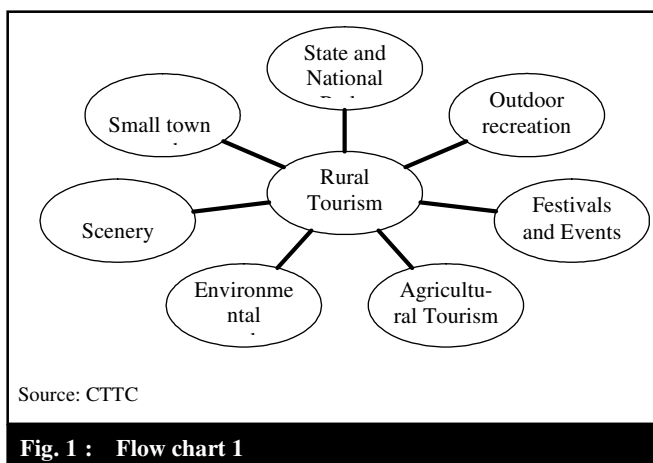 State and
National
Outdoor
recreation
Small town
Rural
Tourism
Festivals
and Events
Scenery
Environme
ntal
Agricultu-
ral Tourism
Source: CTTC
Fig. 1 : Flow chart 1